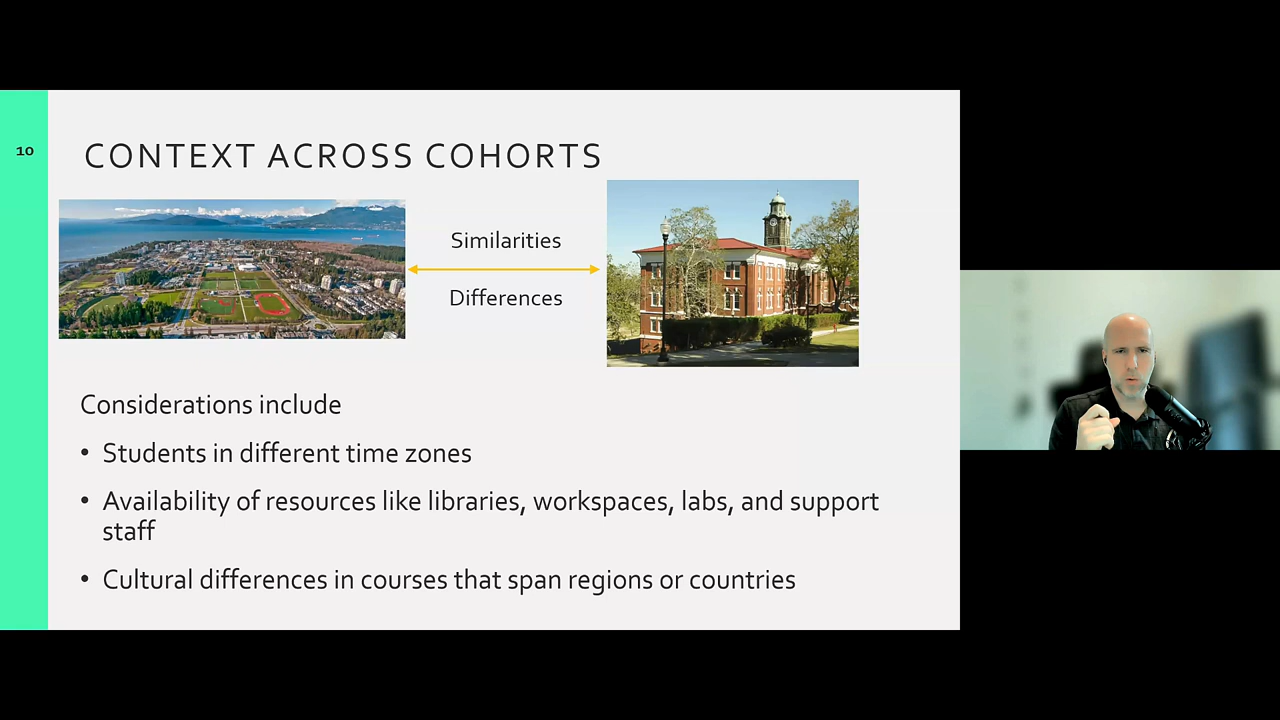 10
CONTEXT ACROSS COHORTS
Similarities
Differences
Considerations include
• Students in different time zones
• Availability of resources like libraries, workspaces, labs, and support
staff
• Cultural differences in courses that span regions or countries